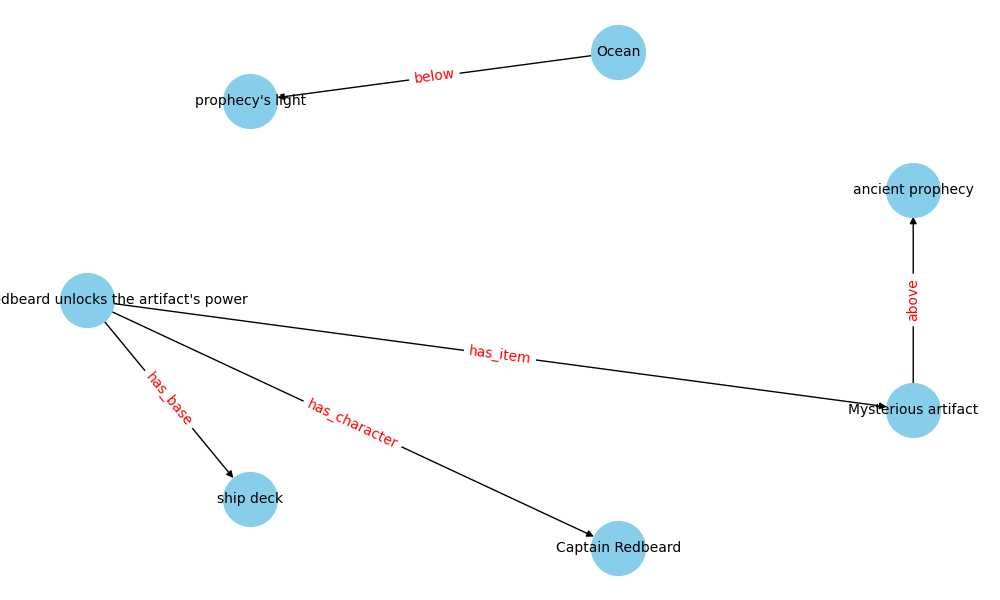 Ocean
below
prophecy's light
ancient prophecy
above
edbeard unlocks the artifact's power
has_item
has_base
has_character
Mysterious artifact
ship deck
Captain Redbeard